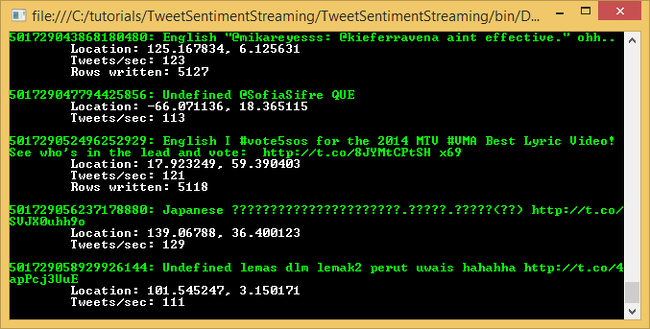 file:///C:/tutorials/TweetSentimentStreaming/TweetSentimentStreaming/bin/D...
501729043868180480: English "@mikareyesss: @kieferravena aint effective." ohh..
Location: 125.167834, 6.125631
Tweets/sec: 123
Rows written: 5127
501729047794425856: Undefined @SofiaSifre QUE
Location: -66.071136, 18.365115
Tweets/sec: 113
501729052496252929: English I #vote5sos for the 2014 MTV #VMA Best Lyric Video!
See who's in the lead and vote:  http://t.co/8JYMtCPtSH x69
Location: 17.923249, 59.390403
Tweets/sec: 121
Rows written: 5118
501729056237178880: Japanese ??????????????????????.?????.?????(??) http://t.co/
SVJX0uhh9o
Location: 139.06788, 36.400123
Tweets/sec: 129
501729058929926144: Undefined lemas dlm lemak2 perut uwais hahahha http://t.co/4
apPcj3UuE
Location: 101.545247, 3.150171
Tweets/sec: 111